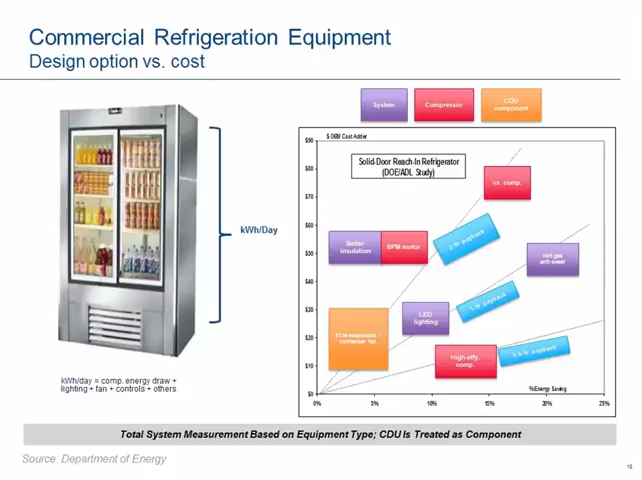 Commercial Refrigeration Equipment
Design option vs. cost
System
Compressor
CDU
component
kWh/Day
kWh/day = comp. energy draw +
lighting + fan + controls + others
$ OEM Cost Adder
Solid-Door Reach-In Refrigerator
(DOE/ADL Study)
$90
$80
$70
$60
$50
$40
$30
$20
$10
$0
0%
5%
10%
15%
20%
25%
%Energy Saving
vs. comp.
Better
insulation
BPM motor
2-Yr payback
Hot gas
anti-sweat
1-Yr payback
LED
lighting
ECM evaporator /
condenser fan
High-effy.
comp.
0.5-Yr payback
Total System Measurement Based on Equipment Type; CDU Is Treated as Component
Source: Department of Energy